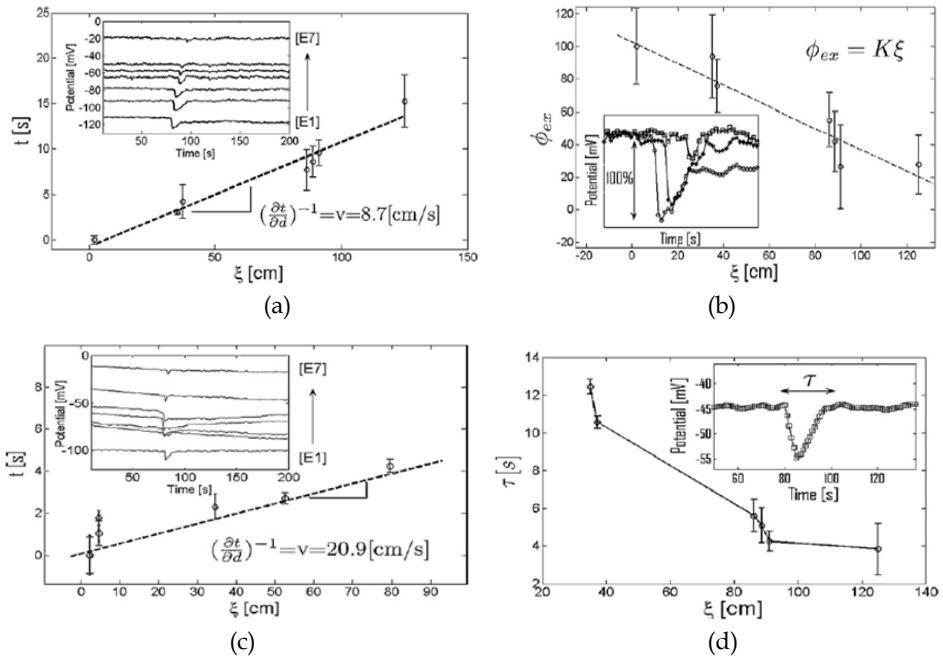 25
20
15
10
5
0
t [s]
0
50
100
150
ξ [cm]
0
-20
-40
-60
-80
-100
-120
Potential [mV]
50
100
150
200
Time [s]
[E7]
[E1]
(∂t/∂d)⁻¹=v=8.7[cm/s]
(a)
120
100
80
60
40
20
0
-20
ϕex
-20
0
20
40
60
80
100
120
ξ [cm]
ϕex = Kξ
Potential [mV]
100%
Time [s]
(b)
8
6
4
2
0
t [s]
0
10
20
30
40
50
60
70
80
90
ξ [cm]
0
-50
-100
Potential [mV]
50
100
150
200
Time [s]
[E7]
[E1]
(∂t/∂d)⁻¹=v=20.9[cm/s]
(c)
14
12
10
8
6
4
2
τ [s]
20
40
60
80
100
120
140
ξ [cm]
-40
-45
-50
-55
Potential [mV]
60
80
100
120
Time [s]
τ
(d)